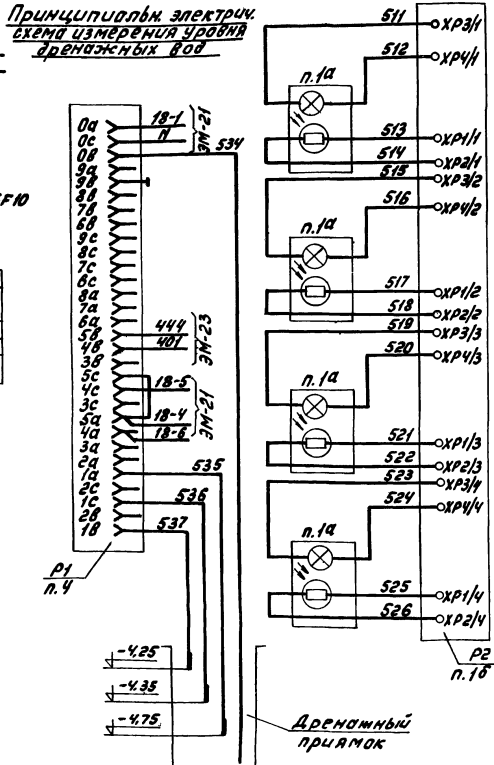 Принципиальн. электрич.
схема измерения уровня
дренажных вод
F10
0а 18-1
0с N
0в 534
ЭМ-21
9а
9в
8в
7в
6в
9с
8с
7с
6с
8а
7а
6а
5в 444
4в 401
3в
ЭМ-23
5с
4с 18-5
3с
5а 18-4
4а 18-6
ЭМ-21
3а
2а
1а 535
2с
1с 536
2в
1в 537
Р1
п.4
-4.25
-4.35
-4.75
Дренажный
приямок
511 ХР3/1
512 ХР4/1
п.1а
513 ХР1/1
514 ХР2/1
515 ХР3/2
516 ХР4/2
п.1а
517 ХР1/2
518 ХР2/2
519 ХР3/3
520 ХР4/3
п.1а
521 ХР1/3
522 ХР2/3
523 ХР3/4
524 ХР4/4
п.1а
525 ХР1/4
526 ХР2/4
Р2
п.1б